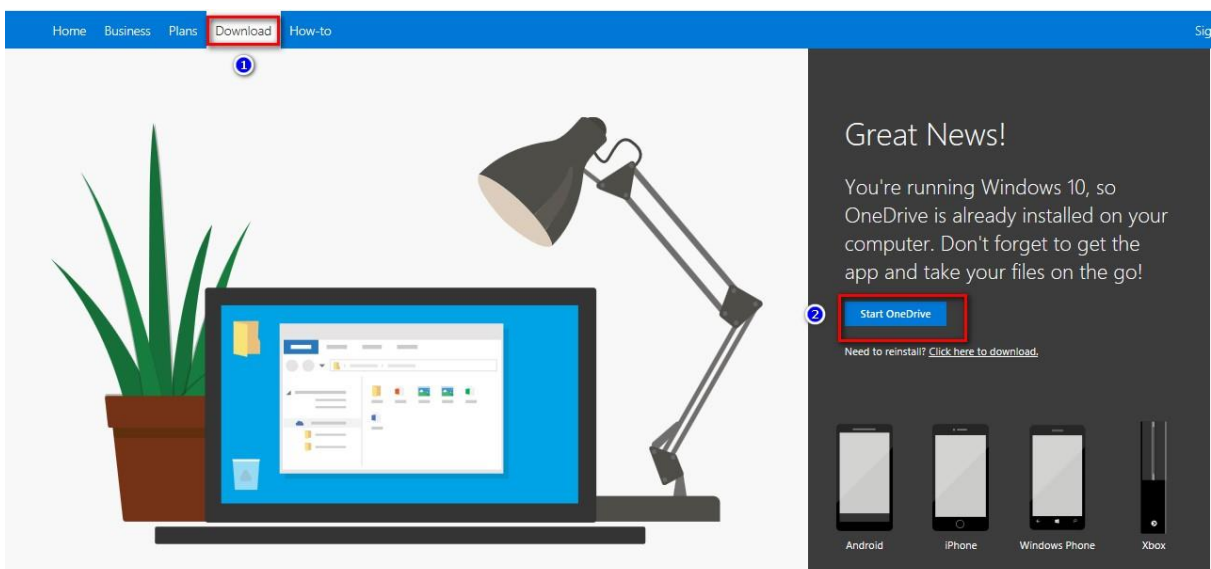 Home Business Plans Download How-to
1
Great News!
You're running Windows 10, so
OneDrive is already installed on your
computer. Don't forget to get the
app and take your files on the go!
2 Start OneDrive
Need to reinstall? Click here to download.
Android iPhone Windows Phone Xbox